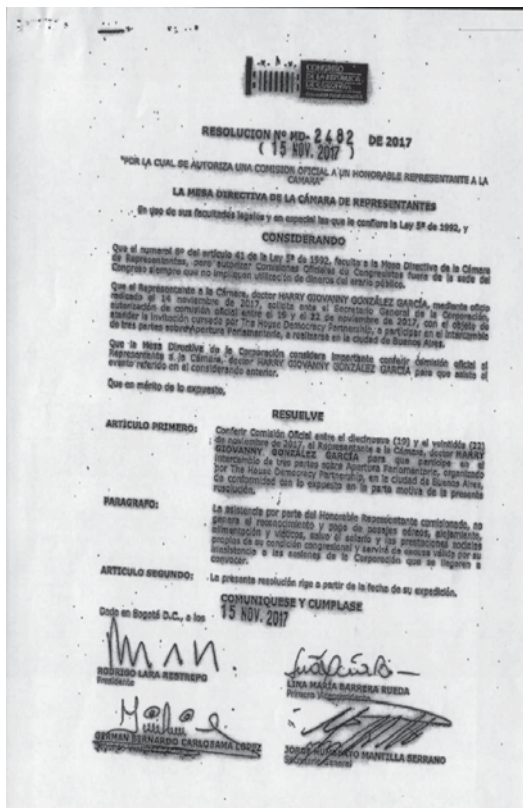 CONGRESO
DE LA REPÚBLICA
DE COLOMBIA
RESOLUCION Nº MD- 2482 DE 2017
( 15 NOV. 2017 )
"POR LA CUAL SE AUTORIZA UNA COMISION OFICIAL A UN HONORABLE REPRESENTANTE A LA
CAMARA"
LA MESA DIRECTIVA DE LA CÁMARA DE REPRESENTANTES
En uso de sus facultades legales y en especial las que le confiere la Ley 5ª de 1992, y
CONSIDERANDO
Que el numeral 8º del artículo 41 de la Ley 5ª de 1992, faculta a la Mesa Directiva de la Cámara
de Representantes, para autorizar Comisiones Oficiales de Congresistas fuera de la sede del
Congreso siempre que no impliquen utilización de dineros del erario público.
Que el Representante a la Cámara, doctor HARRY GIOVANNY GONZÁLEZ GARCÍA, mediante oficio
radicado el 14 noviembre de 2017, solicita ante el Secretario General de la Corporación,
autorización de comisión oficial entre el 19 y el 22 de noviembre de 2017, con el objeto de
atender la invitación cursada por The House Democracy Partnership, a participar en el Intercambio
de tres partes sobre Apertura Parlamentaria, a realizarse en la ciudad de Buenos Aires.
Que la Mesa Directiva de la Corporación considera importante conferir comisión oficial al
Representante a la Cámara, doctor HARRY GIOVANNY GONZÁLEZ GARCÍA para que asista al
evento referido en el considerando anterior.
Que en mérito de lo expuesto,
RESUELVE
ARTÍCULO PRIMERO: Conferir Comisión Oficial entre el diecinueve (19) y el veintidós (22)
de noviembre de 2017, al Representante a la Cámara, doctor HARRY
GIOVANNY GONZÁLEZ GARCÍA para que participe en el
Intercambio de tres partes sobre Apertura Parlamentaria, organizado
por The House Democracy Partnership, en la ciudad de Buenos Aires,
de conformidad con lo expuesto en la parte motiva de la presente
resolución.
PARAGRAFO: La asistencia por parte del Honorable Representante comisionado, no
genera el reconocimiento y pago de pasajes aéreos, alojamiento,
alimentación y viáticos, salvo el salario y las prestaciones sociales
propias de su condición congresional y servirá de excusa válida por su
inasistencia a las sesiones de la Corporación que se llegaren a
convocar.
ARTÍCULO SEGUNDO: La presente resolución rige a partir de la fecha de su expedición.
COMUNÍQUESE Y CUMPLASE
Dada en Bogotá D.C., a los 15 NOV. 2017
RODRIGO LARA RESTREPO
Presidente
LINA MARÍA BARRERA RUEDA
Primera Vicepresidente
GERMAN BERNARDO CARLOSAMA LOPEZ
JORGE HUMBERTO MANTILLA SERRANO
Secretario General